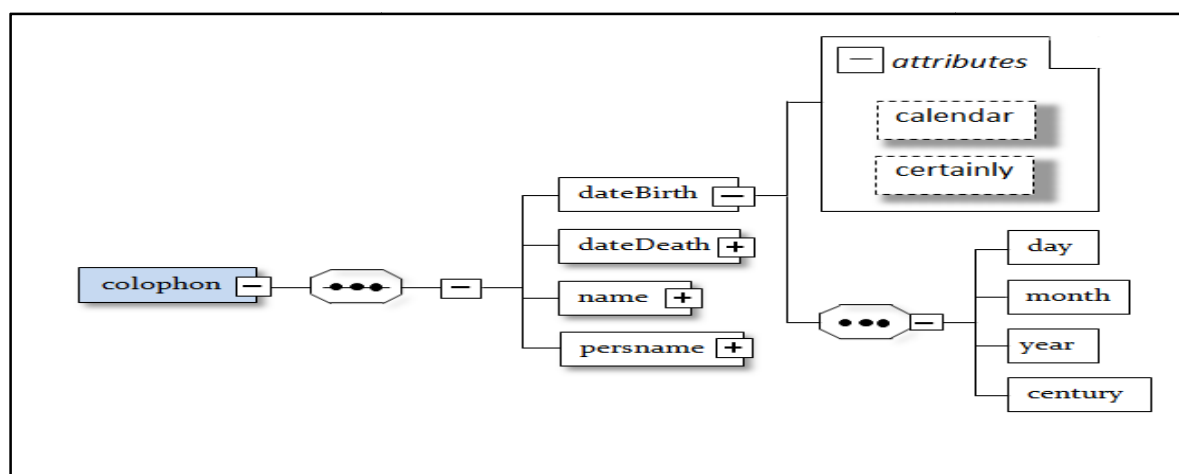 attributes
calendar
certainly
dateBirth
dateDeath
name
persname
colophon
day
month
year
century